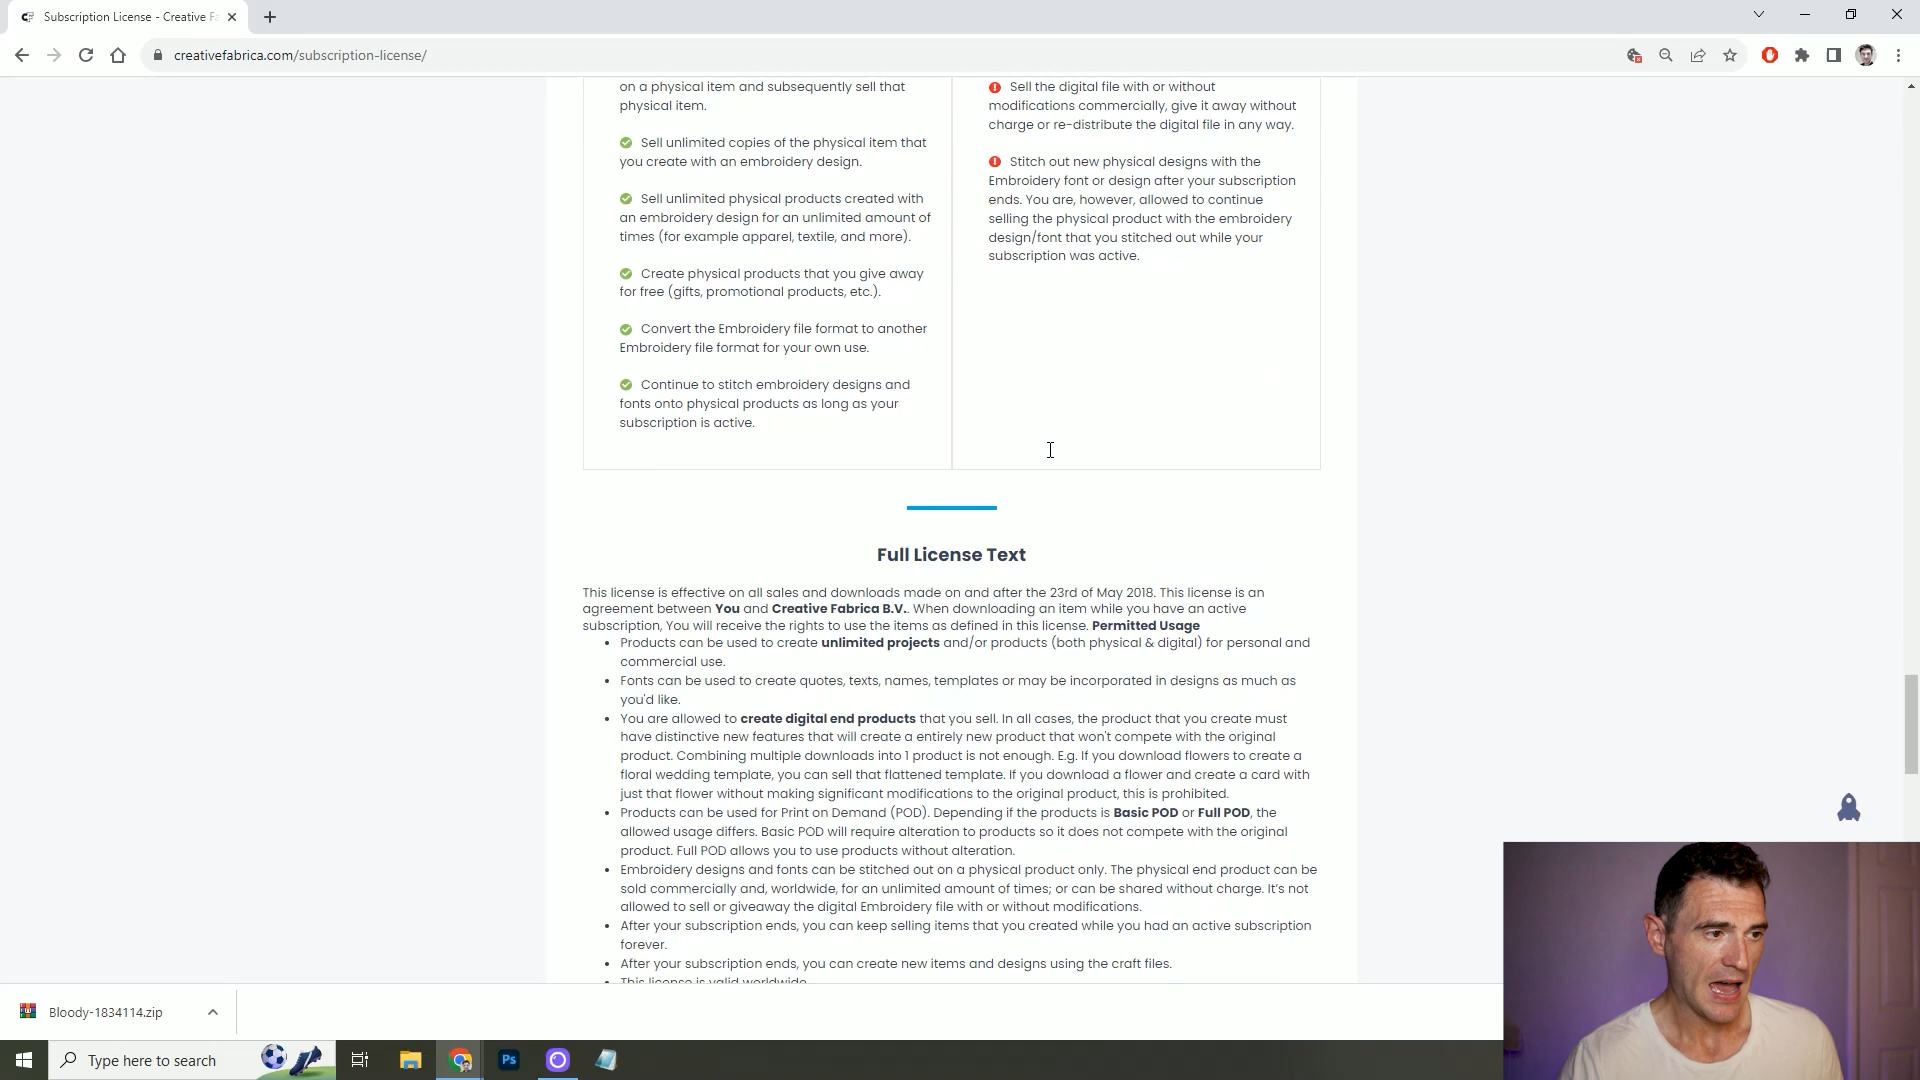 Subscription License - Creative Fa
creativefabrica.com/subscription-license/
on a physical item and subsequently sell that
physical item.
Sell unlimited copies of the physical item that
you create with an embroidery design.
Sell unlimited physical products created with
an embroidery design for an unlimited amount of
times (for example apparel, textile, and more).
Create physical products that you give away
for free (gifts, promotional products, etc.).
Convert the Embroidery file format to another
Embroidery file format for your own use.
Continue to stitch embroidery designs and
fonts onto physical products as long as your
subscription is active.
Sell the digital file with or without
modifications commercially, give it away without
charge or re-distribute the digital file in any way.
Stitch out new physical designs with the
Embroidery font or design after your subscription
ends. You are, however, allowed to continue
selling the physical product with the embroidery
design/font that you stitched out while your
subscription was active.
Full License Text
This license is effective on all sales and downloads made on and after the 23rd of May 2018. This license is an
agreement between You and Creative Fabrica B.V.. When downloading an item while you have an active
subscription, You will receive the rights to use the items as defined in this license. Permitted Usage
• Products can be used to create unlimited projects and/or products (both physical & digital) for personal and
commercial use.
• Fonts can be used to create quotes, texts, names, templates or may be incorporated in designs as much as
you'd like.
• You are allowed to create digital end products that you sell. In all cases, the product that you create must
have distinctive new features that will create a entirely new product that won't compete with the original
product. Combining multiple downloads into 1 product is not enough. E.g. If you download flowers to create a
floral wedding template, you can sell that flattened template. If you download a flower and create a card with
just that flower without making significant modifications to the original product, this is prohibited.
• Products can be used for Print on Demand (POD). Depending if the products is Basic POD or Full POD, the
allowed usage differs. Basic POD will require alteration to products so it does not compete with the original
product. Full POD allows you to use products without alteration.
• Embroidery designs and fonts can be stitched out on a physical product only. The physical end product can be
sold commercially and, worldwide, for an unlimited amount of times; or can be shared without charge. It's not
allowed to sell or giveaway the digital Embroidery file with or without modifications.
• After your subscription ends, you can keep selling items that you created while you had an active subscription
forever.
• After your subscription ends, you can create new items and designs using the craft files.
• This license is valid worldwide
Bloody-1834114.zip
Type here to search
Ps